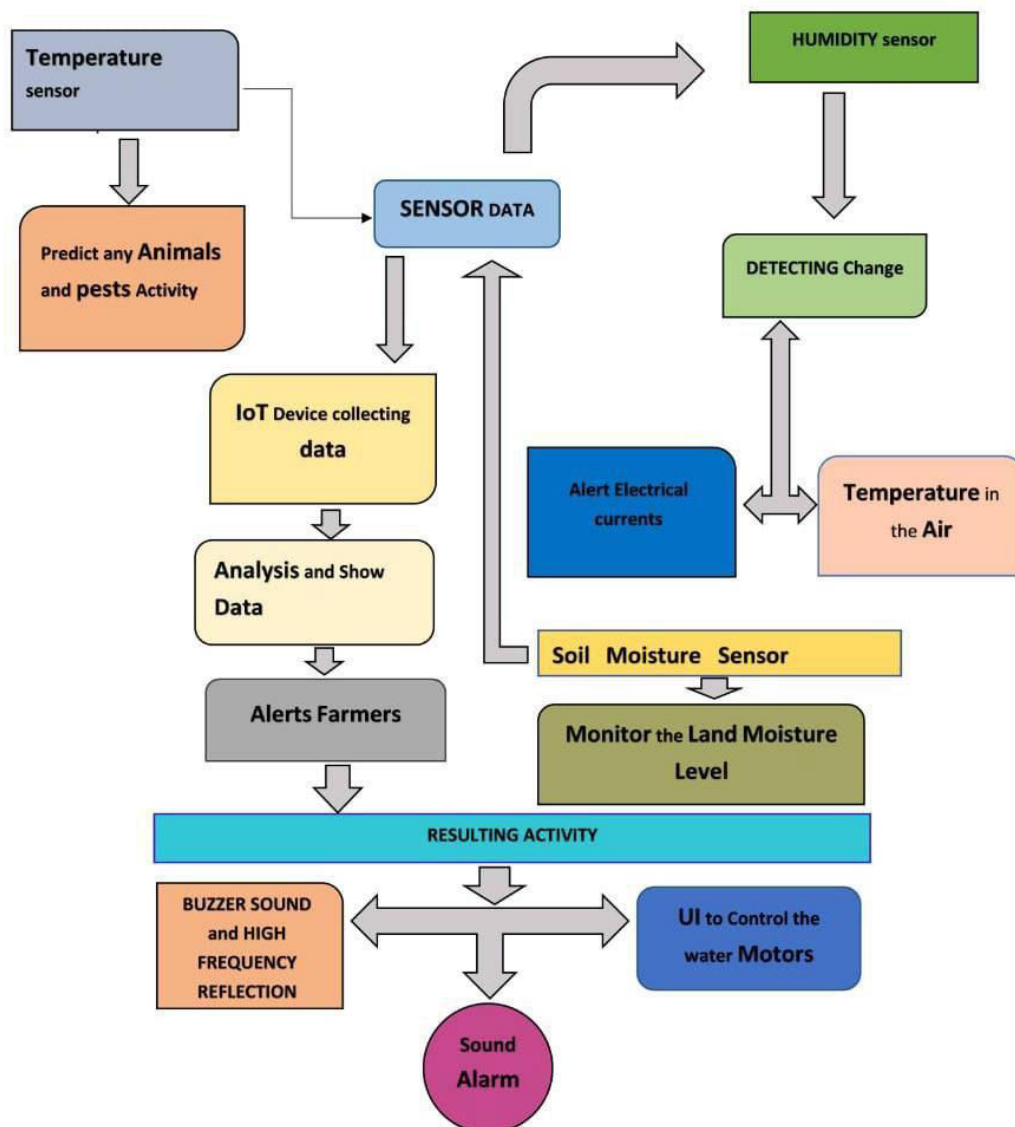 Temperature
sensor
HUMIDITY sensor
SENSOR DATA
Predict any Animals
and pests Activity
DETECTING Change
IoT Device collecting
data
Alert Electrical
currents
Temperature in
the Air
Analysis and Show
Data
Soil Moisture Sensor
Alerts Farmers
Monitor the Land Moisture
Level
RESULTING ACTIVITY
BUZZER SOUND
and HIGH
FREQUENCY
REFLECTION
UI to Control the
water Motors
Sound
Alarm